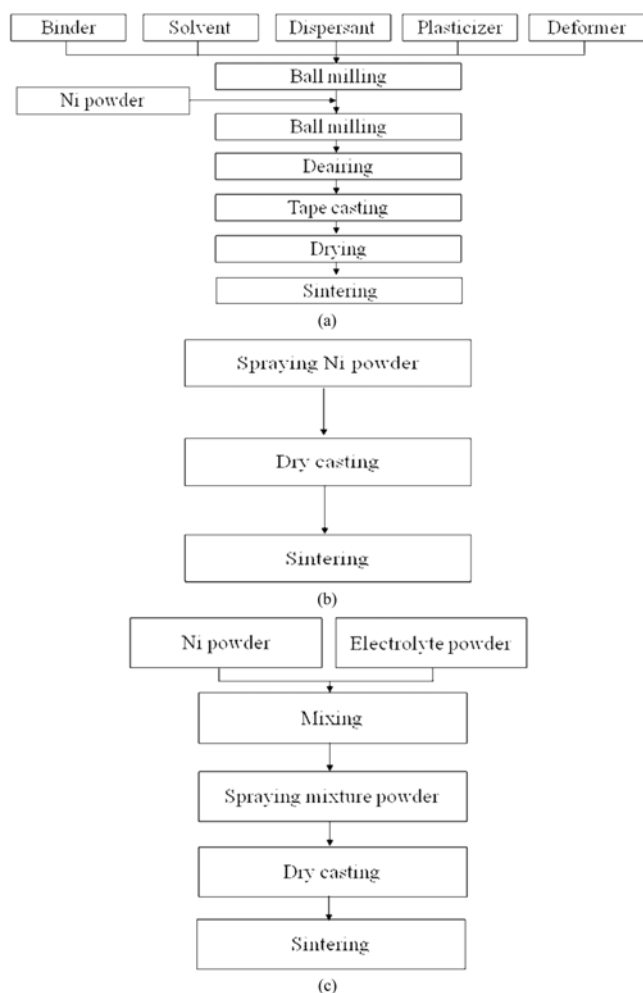 Binder
Solvent
Dispersant
Plasticizer
Deformer
Ball milling
Ni powder
Ball milling
Deairing
Tape casting
Drying
Sintering
(a)
Spraying Ni powder
Dry casting
Sintering
(b)
Ni powder
Electrolyte powder
Mixing
Spraying mixture powder
Dry casting
Sintering
(c)